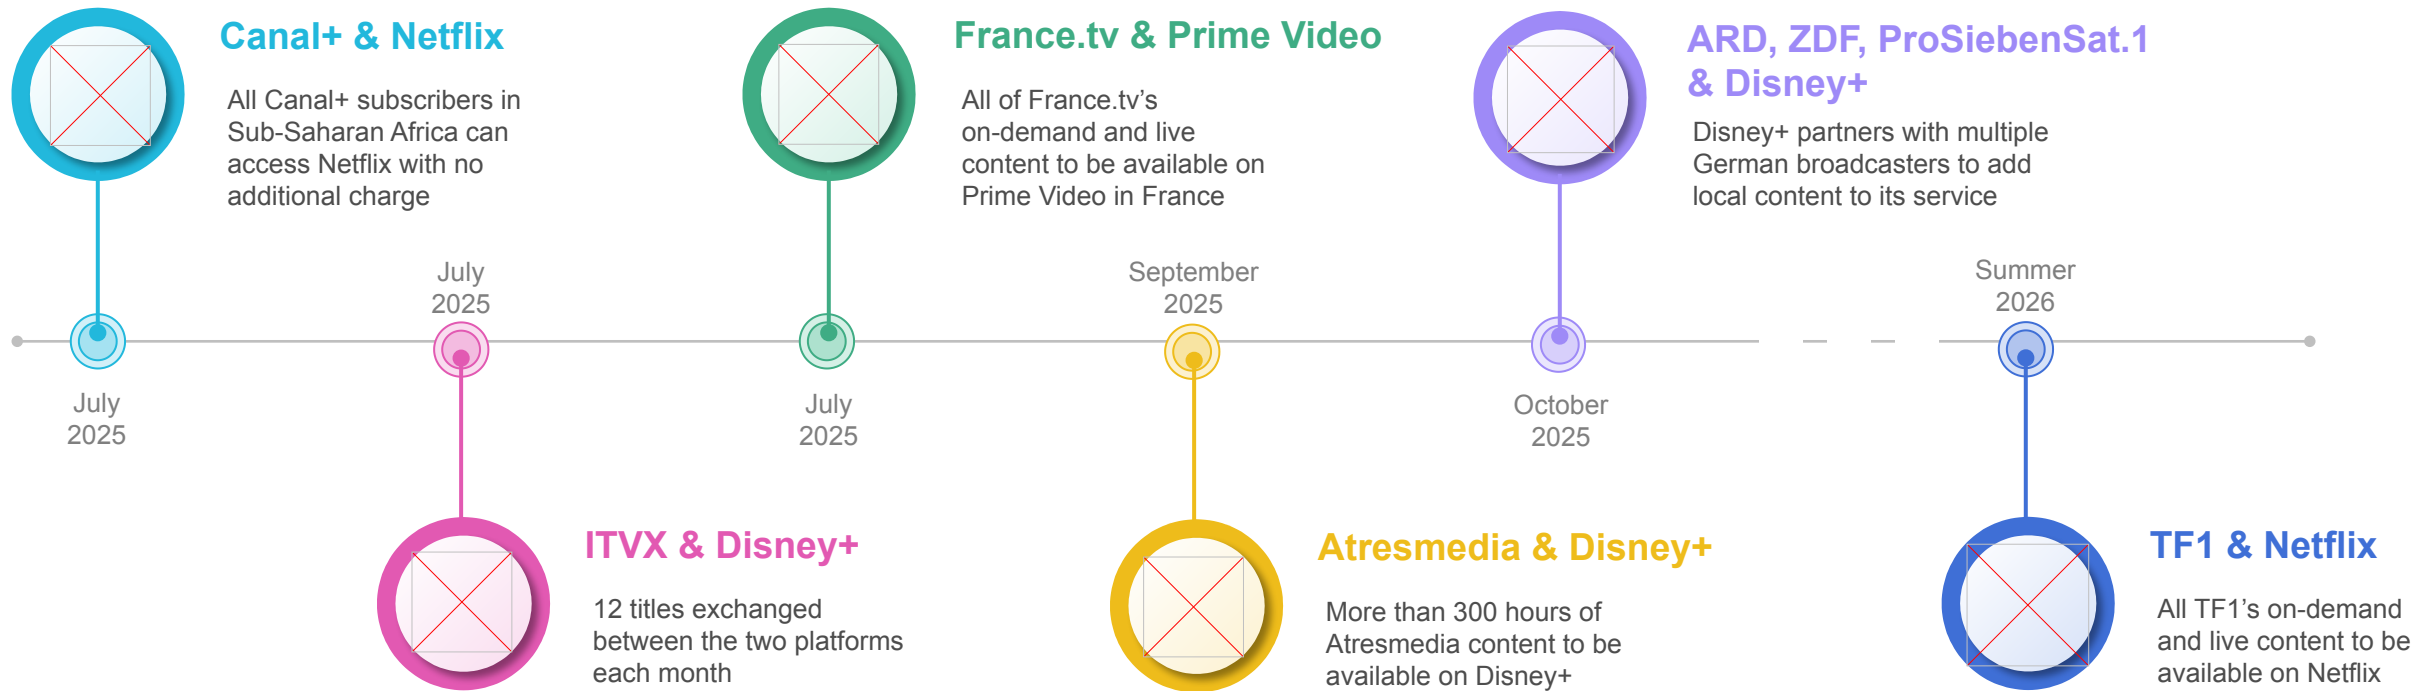 Canal+ & Netflix
All Canal+ subscribers in
Sub-Saharan Africa can
access Netflix with no
additional charge
July
2025
July
2025
ITVX & Disney+
12 titles exchanged
between the two platforms
each month
France.tv & Prime Video
All of France.tv’s
on-demand and live
content to be available on
Prime Video in France
July
2025
September
2025
Atresmedia & Disney+
More than 300 hours of
Atresmedia content to be
available on Disney+
ARD, ZDF, ProSiebenSat.1
& Disney+
Disney+ partners with multiple
German broadcasters to add
local content to its service
October
2025
Summer
2026
TF1 & Netflix
All TF1’s on-demand
and live content to be
available on Netflix